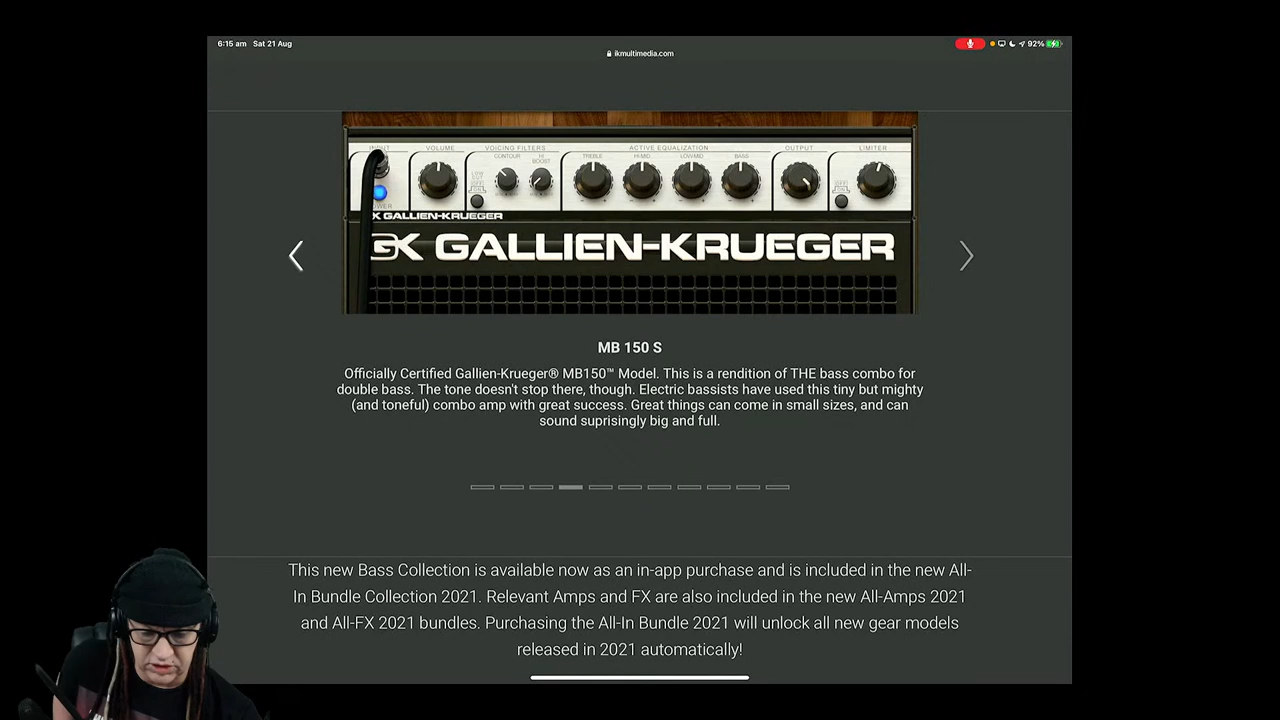 6:15 am Sat 21 Aug
ikmultimedia.com
92%
INPUT VOLUME VOICING FILTERS ACTIVE EQUALIZATION OUTPUT LIMITER
CONTOUR HI BOOST TREBLE HI-MID LOW-MID BASS
LOW CUT
GALLIEN-KRUEGER
GK GALLIEN-KRUEGER
MB 150 S
Officially Certified Gallien-Krueger® MB150™ Model. This is a rendition of THE bass combo for
double bass. The tone doesn't stop there, though. Electric bassists have used this tiny but mighty
(and toneful) combo amp with great success. Great things can come in small sizes, and can
sound suprisingly big and full.
This new Bass Collection is available now as an in-app purchase and is included in the new All-
In Bundle Collection 2021. Relevant Amps and FX are also included in the new All-Amps 2021
and All-FX 2021 bundles. Purchasing the All-In Bundle 2021 will unlock all new gear models
released in 2021 automatically!